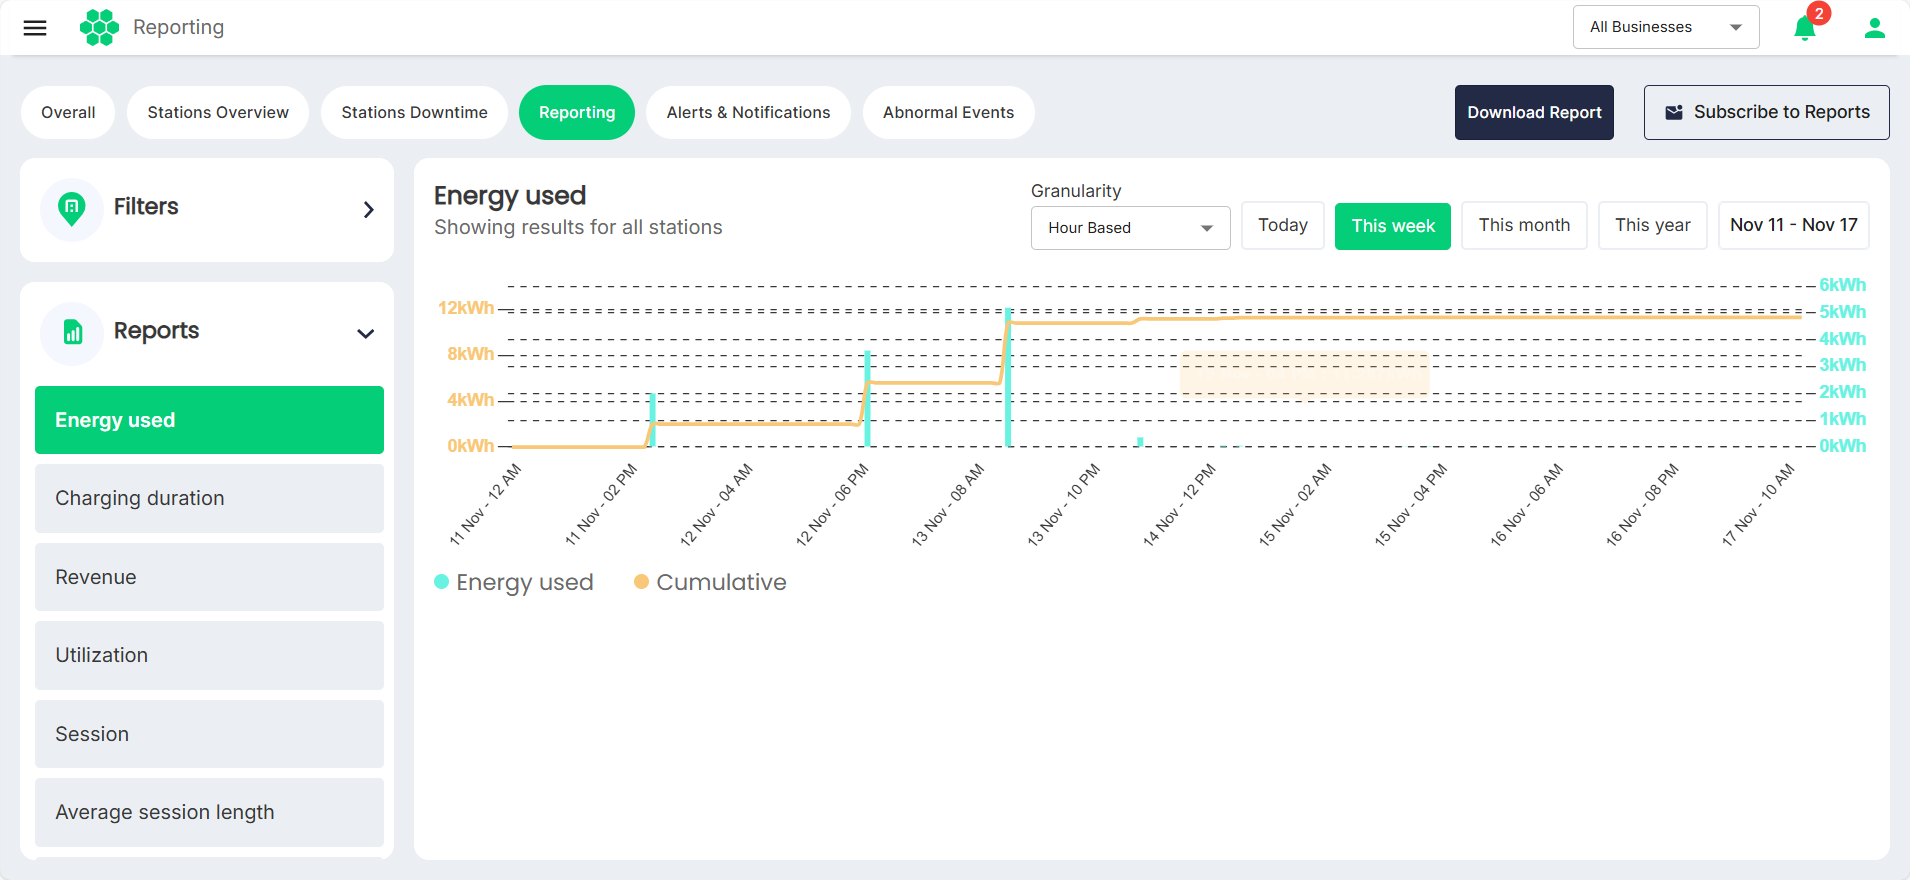 Reporting
All Businesses
2
Overall
Stations Overview
Stations Downtime
Reporting
Alerts & Notifications
Abnormal Events
Download Report
Subscribe to Reports
Filters
Reports
Energy used
Charging duration
Revenue
Utilization
Session
Average session length
Energy used
Showing results for all stations
Granularity
Hour Based
Today
This week
This month
This year
Nov 11 - Nov 17
12kWh
8kWh
4kWh
0kWh
6kWh
5kWh
4kWh
3kWh
2kWh
1kWh
0kWh
11 Nov - 12 AM
11 Nov - 02 PM
12 Nov - 04 AM
12 Nov - 06 PM
13 Nov - 08 AM
13 Nov - 10 PM
14 Nov - 12 PM
15 Nov - 02 AM
15 Nov - 04 PM
16 Nov - 06 AM
16 Nov - 08 PM
17 Nov - 10 AM
Energy used
Cumulative